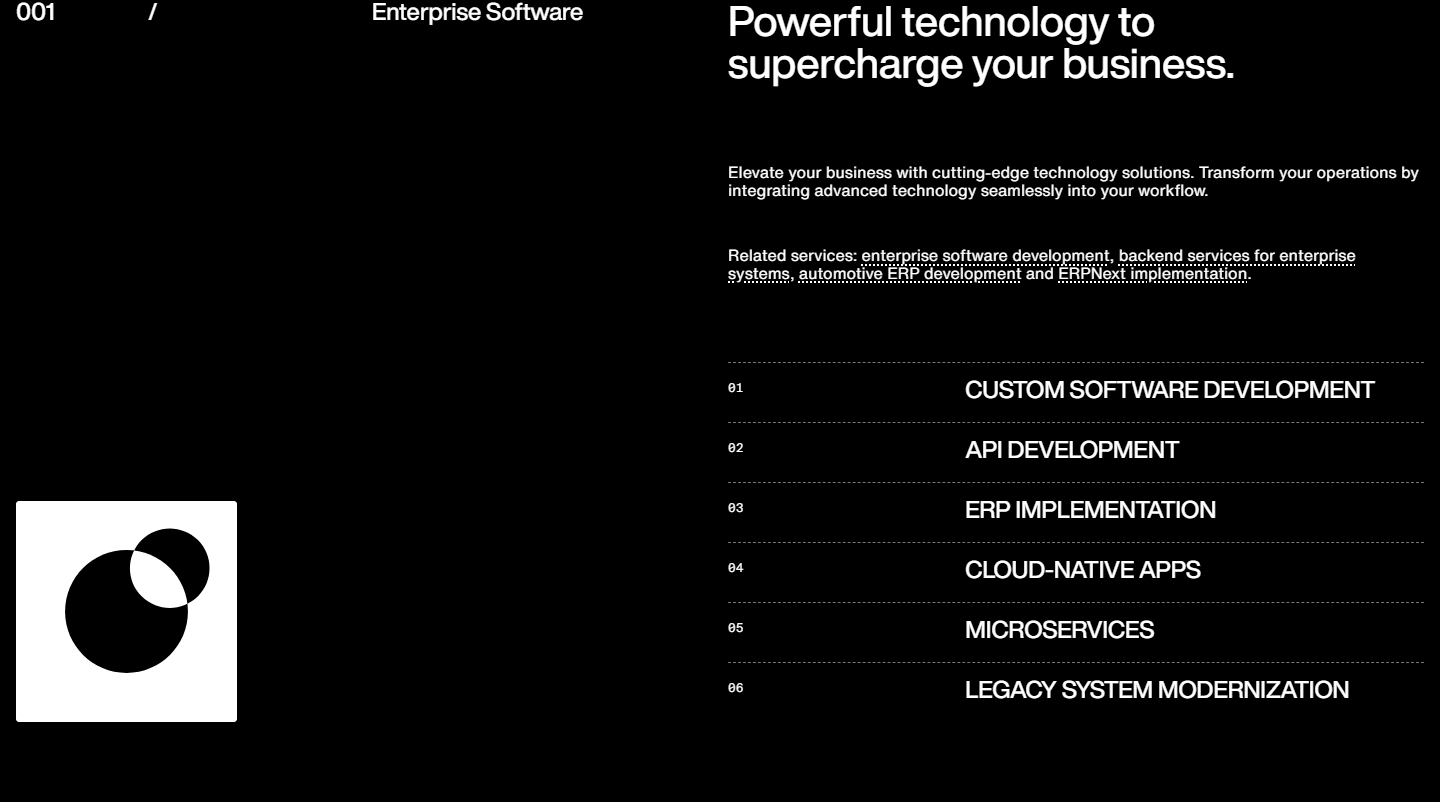 001
/
Enterprise Software
Powerful technology to
supercharge your business.
Elevate your business with cutting-edge technology solutions. Transform your operations by
integrating advanced technology seamlessly into your workflow.
Related services: enterprise software development, backend services for enterprise
systems, automotive ERP development and ERPNext implementation.
01 CUSTOM SOFTWARE DEVELOPMENT
02 API DEVELOPMENT
03 ERP IMPLEMENTATION
04 CLOUD-NATIVE APPS
05 MICROSERVICES
06 LEGACY SYSTEM MODERNIZATION